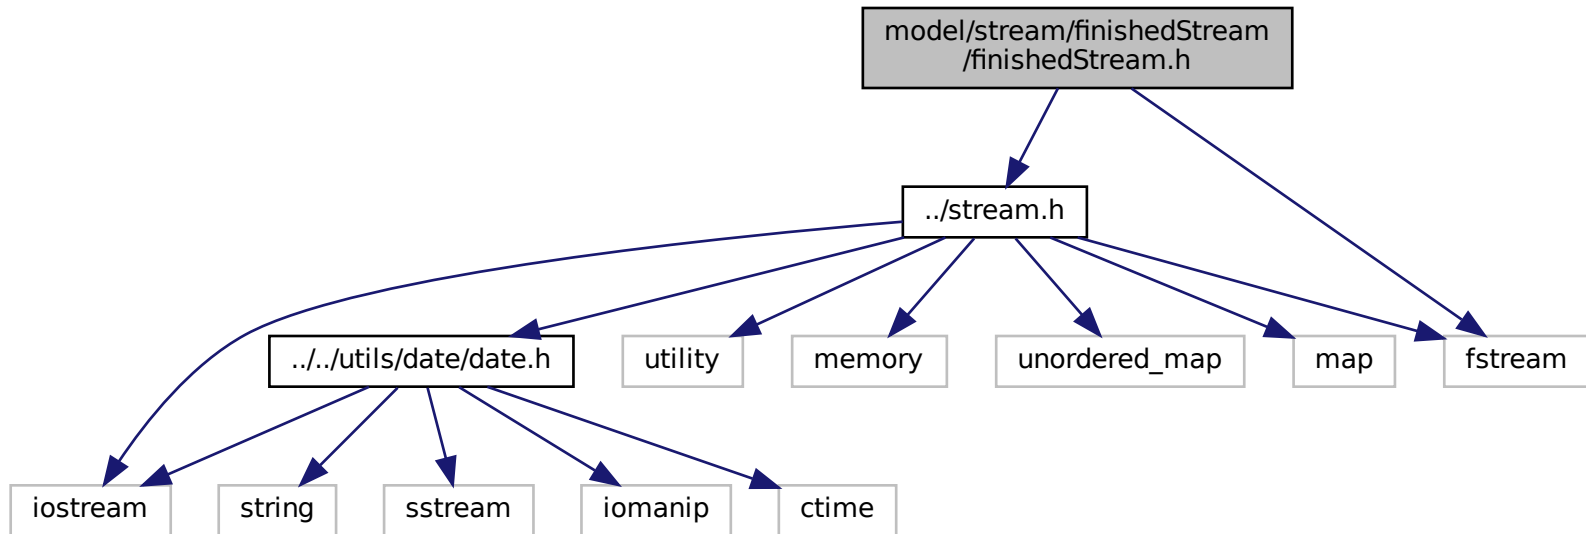 model/stream/finishedStream
/finishedStream.h
../stream.h
../../utils/date/date.h
utility
memory
unordered_map
map
fstream
iostream
string
sstream
iomanip
ctime